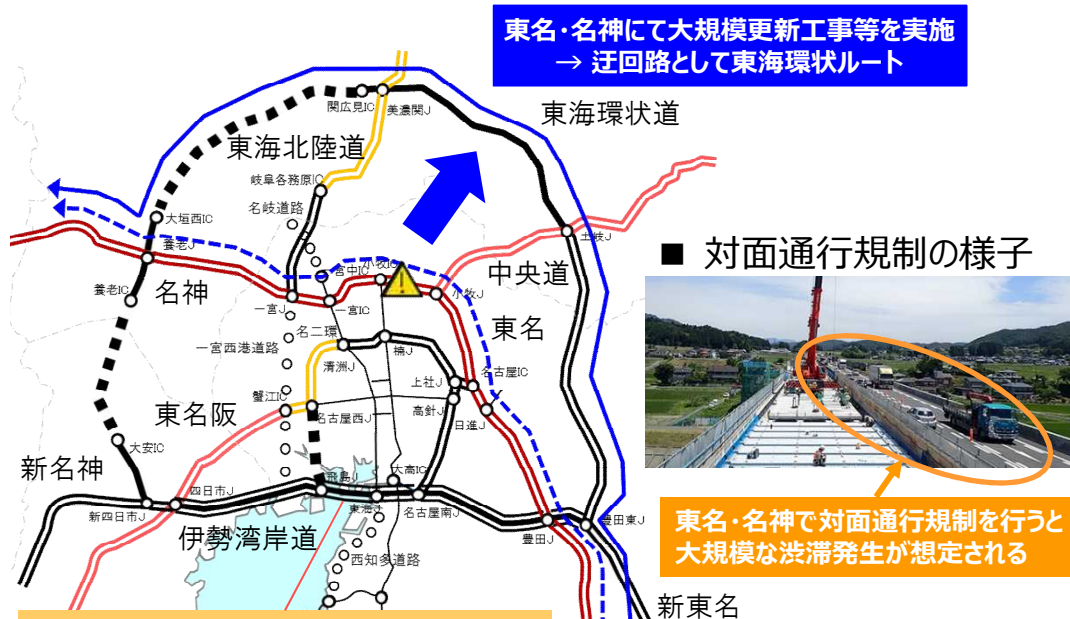 東名・名神にて大規模更新工事等を実施
→ 迂回路として東海環状ルート
関広見IC
美濃関J
東海環状道
東海北陸道
岐阜各務原IC
名岐道路
大垣西IC
養老J
土岐J
■ 対面通行規制の様子
一宮中IC
小牧IC
中央道
養老IC
名神
小牧J
一宮J
一宮IC
東名
名二環
一宮西港道路
清洲J
楠J
上社J
名古屋IC
蟹江IC
高針J
東名阪
名古屋西J
日進J
大安IC
新名神
大高IC
飛島J
四日市J
東海J
新四日市J
名古屋南J
豊田東J
伊勢湾岸道
豊田J
東名・名神で対面通行規制を行うと
大規模な渋滞発生が想定される
西知多道路
新東名